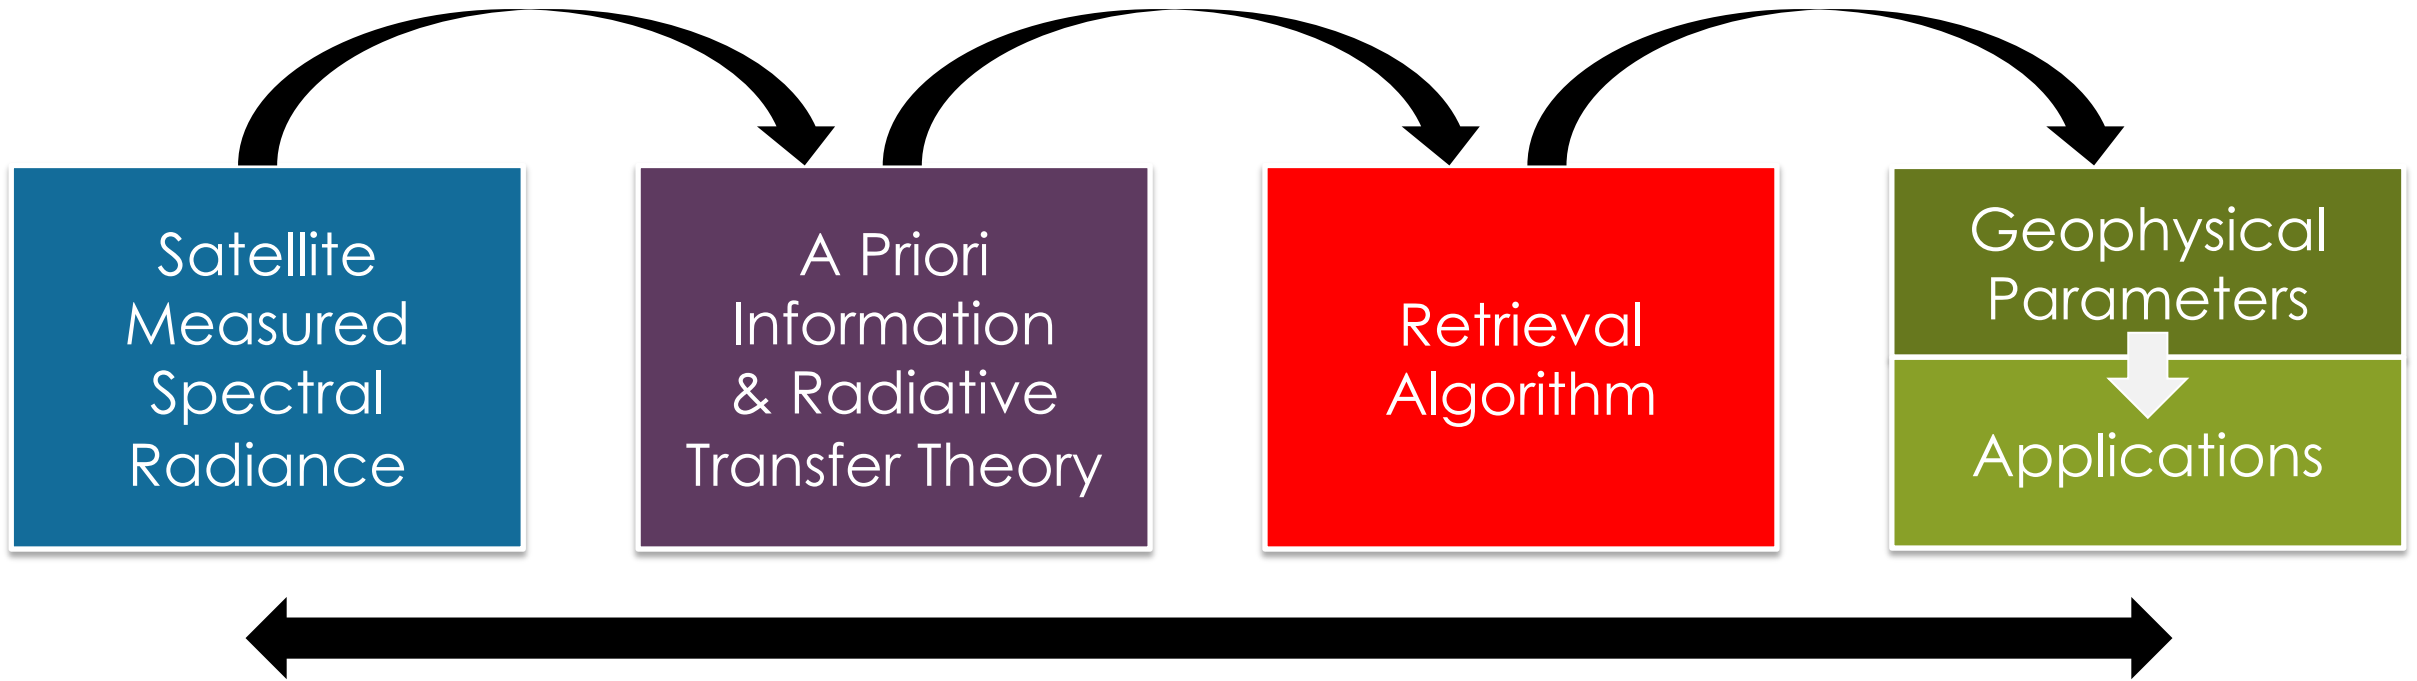 Satellite
Measured
Spectral
Radiance
A Priori
Information
& Radiative
Transfer Theory
Retrieval
Algorithm
Geophysical
Parameters
Applications